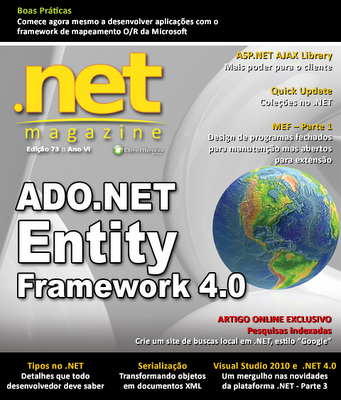 Boas Práticas
Comece agora mesmo a desenvolver aplicações com o
framework de mapeamento O/R da Microsoft
ASP.NET AJAX Library
Mais poder para o cliente
.net
magazine
Edição 73 :: Ano VI
DevMedia
Quick Update
Coleções no .NET
MEF – Parte 1
Design de programas fechados
para manutenção mas abertos
para extensão
ADO.NET
Entity
Framework 4.0
ARTIGO ONLINE EXCLUSIVO
Pesquisas indexadas
Crie um site de buscas local em .NET, estilo "Google"
Tipos no .NET
Detalhes que todo
desenvolvedor deve saber
Serialização
Transformando objetos
em documentos XML
Visual Studio 2010 e .NET 4.0
Um mergulho nas novidades
da plataforma .NET - Parte 3